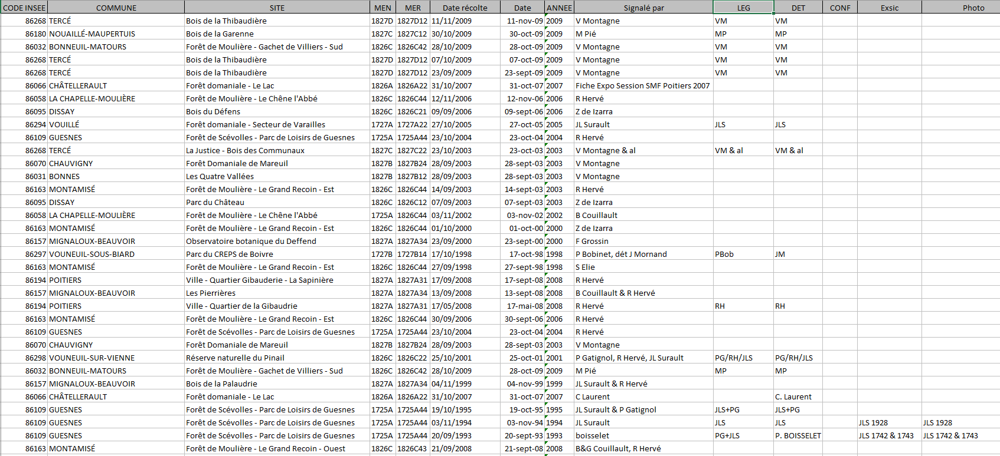 CODE INSEE COMMUNE SITE MEN MER Date récolte Date ANNEE Signalé par LEG DET CONF Exsic Photo
86268 TERCÉ Bois de la Thibaudière 1827D 1827D12 11/11/2009 11-nov-09 2009 V Montagne VM VM
86180 NOUAILLÉ-MAUPERTUIS Bois de la Garenne 1827C 1827C12 30/10/2009 30-oct-09 2009 M Pié MP MP
86032 BONNEUIL-MATOURS Forêt de Moulière - Gachet de Villiers - Sud 1826C 1826C42 28/10/2009 28-oct-09 2009 V Montagne VM VM
86268 TERCÉ Bois de la Thibaudière 1827D 1827D12 07/10/2009 07-oct-09 2009 V Montagne VM VM
86268 TERCÉ Bois de la Thibaudière 1827D 1827D12 23/09/2009 23-sept-09 2009 V Montagne VM VM
86066 CHÂTELLERAULT Forêt domaniale - Le Lac 1826A 1826A22 31/10/2007 31-oct-07 2007 Fiche Expo Session SMF Poitiers 2007
86058 LA CHAPELLE-MOULIÈRE Forêt de Moulière - Le Chêne l'Abbé 1826C 1826C44 12/11/2006 12-nov-06 2006 R Hervé
86095 DISSAY Bois du Défens 1826C 1826C21 09/09/2006 09-sept-06 2006 Z de Izarra
86294 VOUILLÉ Forêt domaniale - Secteur de Varailles 1727A 1727A22 27/10/2005 27-oct-05 2005 JL Surault JLS JLS
86109 GUESNES Forêt de Scévolles - Parc de Loisirs de Guesnes 1725A 1725A44 23/10/2004 23-oct-04 2004 R Hervé
86268 TERCÉ La Justice - Bois des Communaux 1827C 1827C22 23/10/2003 23-oct-03 2003 V Montagne & al VM & al VM & al
86070 CHAUVIGNY Forêt Domaniale de Mareuil 1827B 1827B24 28/09/2003 28-sept-03 2003 V Montagne
86031 BONNES Les Quatre Vallées 1827B 1827B12 28/09/2003 28-sept-03 2003 V Montagne
86163 MONTAMISÉ Forêt de Moulière - Le Grand Recoin - Est 1826C 1826C44 14/09/2003 14-sept-03 2003 R Hervé
86095 DISSAY Parc du Château 1826C 1826C12 07/09/2003 07-sept-03 2003 Z de Izarra
86058 LA CHAPELLE-MOULIÈRE Forêt de Moulière - Le Chêne l'Abbé 1725A 1826C44 03/11/2002 03-nov-02 2002 B Couillault
86163 MONTAMISÉ Forêt de Moulière - Le Grand Recoin - Est 1826C 1826C44 01/10/2000 01-oct-00 2000 Z de Izarra
86157 MIGNALOUX-BEAUVOIR Observatoire botanique du Deffend 1827A 1827A34 23/09/2000 23-sept-00 2000 F Grossin
86297 VOUNEUIL-SOUS-BIARD Parc du CREPS de Boivre 1727B 1727B14 17/10/1998 17-oct-98 1998 P Bobinet, dét J Mornand PBob JM
86163 MONTAMISÉ Forêt de Moulière - Le Grand Recoin - Est 1826C 1826C44 27/09/1998 27-sept-98 1998 S Elie
86194 POITIERS Ville - Quartier Gibauderie - La Sapinière 1827A 1827A31 17/09/2008 17-sept-08 2008 R Hervé
86157 MIGNALOUX-BEAUVOIR Les Pierrières 1827A 1827A34 13/09/2008 13-sept-08 2008 B Couillault & R Hervé
86194 POITIERS Ville - Quartier de la Gibaudrie 1827A 1827A31 17/05/2008 17-mai-08 2008 R Hervé RH RH
86163 MONTAMISÉ Forêt de Moulière - Le Grand Recoin - Est 1826C 1826C44 30/09/2006 30-sept-06 2006 R Hervé
86109 GUESNES Forêt de Scévolles - Parc de Loisirs de Guesnes 1725A 1725A44 23/10/2004 23-oct-04 2004 R Hervé
86070 CHAUVIGNY Forêt Domaniale de Mareuil 1827B 1827B24 28/09/2003 28-sept-03 2003 V Montagne
86298 VOUNEUIL-SUR-VIENNE Réserve naturelle du Pinail 1826C 1826C22 25/10/2001 25-oct-01 2001 P Gatignol, R Hervé, JL Surault PG/RH/JLS PG/RH/JLS
86032 BONNEUIL-MATOURS Forêt de Moulière - Gachet de Villiers - Sud 1826C 1826C42 28/10/2009 28-oct-09 2009 M Pié MP MP
86157 MIGNALOUX-BEAUVOIR Bois de la Palaudrie 1827A 1827A34 04/11/1999 04-nov-99 1999 JL Surault & R Hervé
86066 CHÂTELLERAULT Forêt domaniale - Le Lac 1826A 1826A22 31/10/2007 31-oct-07 2007 C Laurent C. Laurent
86109 GUESNES Forêt de Scévolles - Parc de Loisirs de Guesnes 1725A 1725A44 19/10/1995 19-oct-95 1995 JL Surault & P Gatignol JLS+PG JLS+PG
86109 GUESNES Forêt de Scévolles - Parc de Loisirs de Guesnes 1725A 1725A44 03/11/1994 03-nov-94 1994 JL Surault JLS JLS JLS 1928 JLS 1928
86109 GUESNES Forêt de Scévolles - Parc de Loisirs de Guesnes 1725A 1725A44 20/09/1993 20-sept-93 1993 boisselet PG+JLS P. BOISSELET JLS 1742 & 1743 JLS 1742 & 1743
86163 MONTAMISÉ Forêt de Moulière - Le Grand Recoin - Ouest 1826C 1826C43 21/09/2008 21-sept-08 2008 B&G Couillault, R Hervé